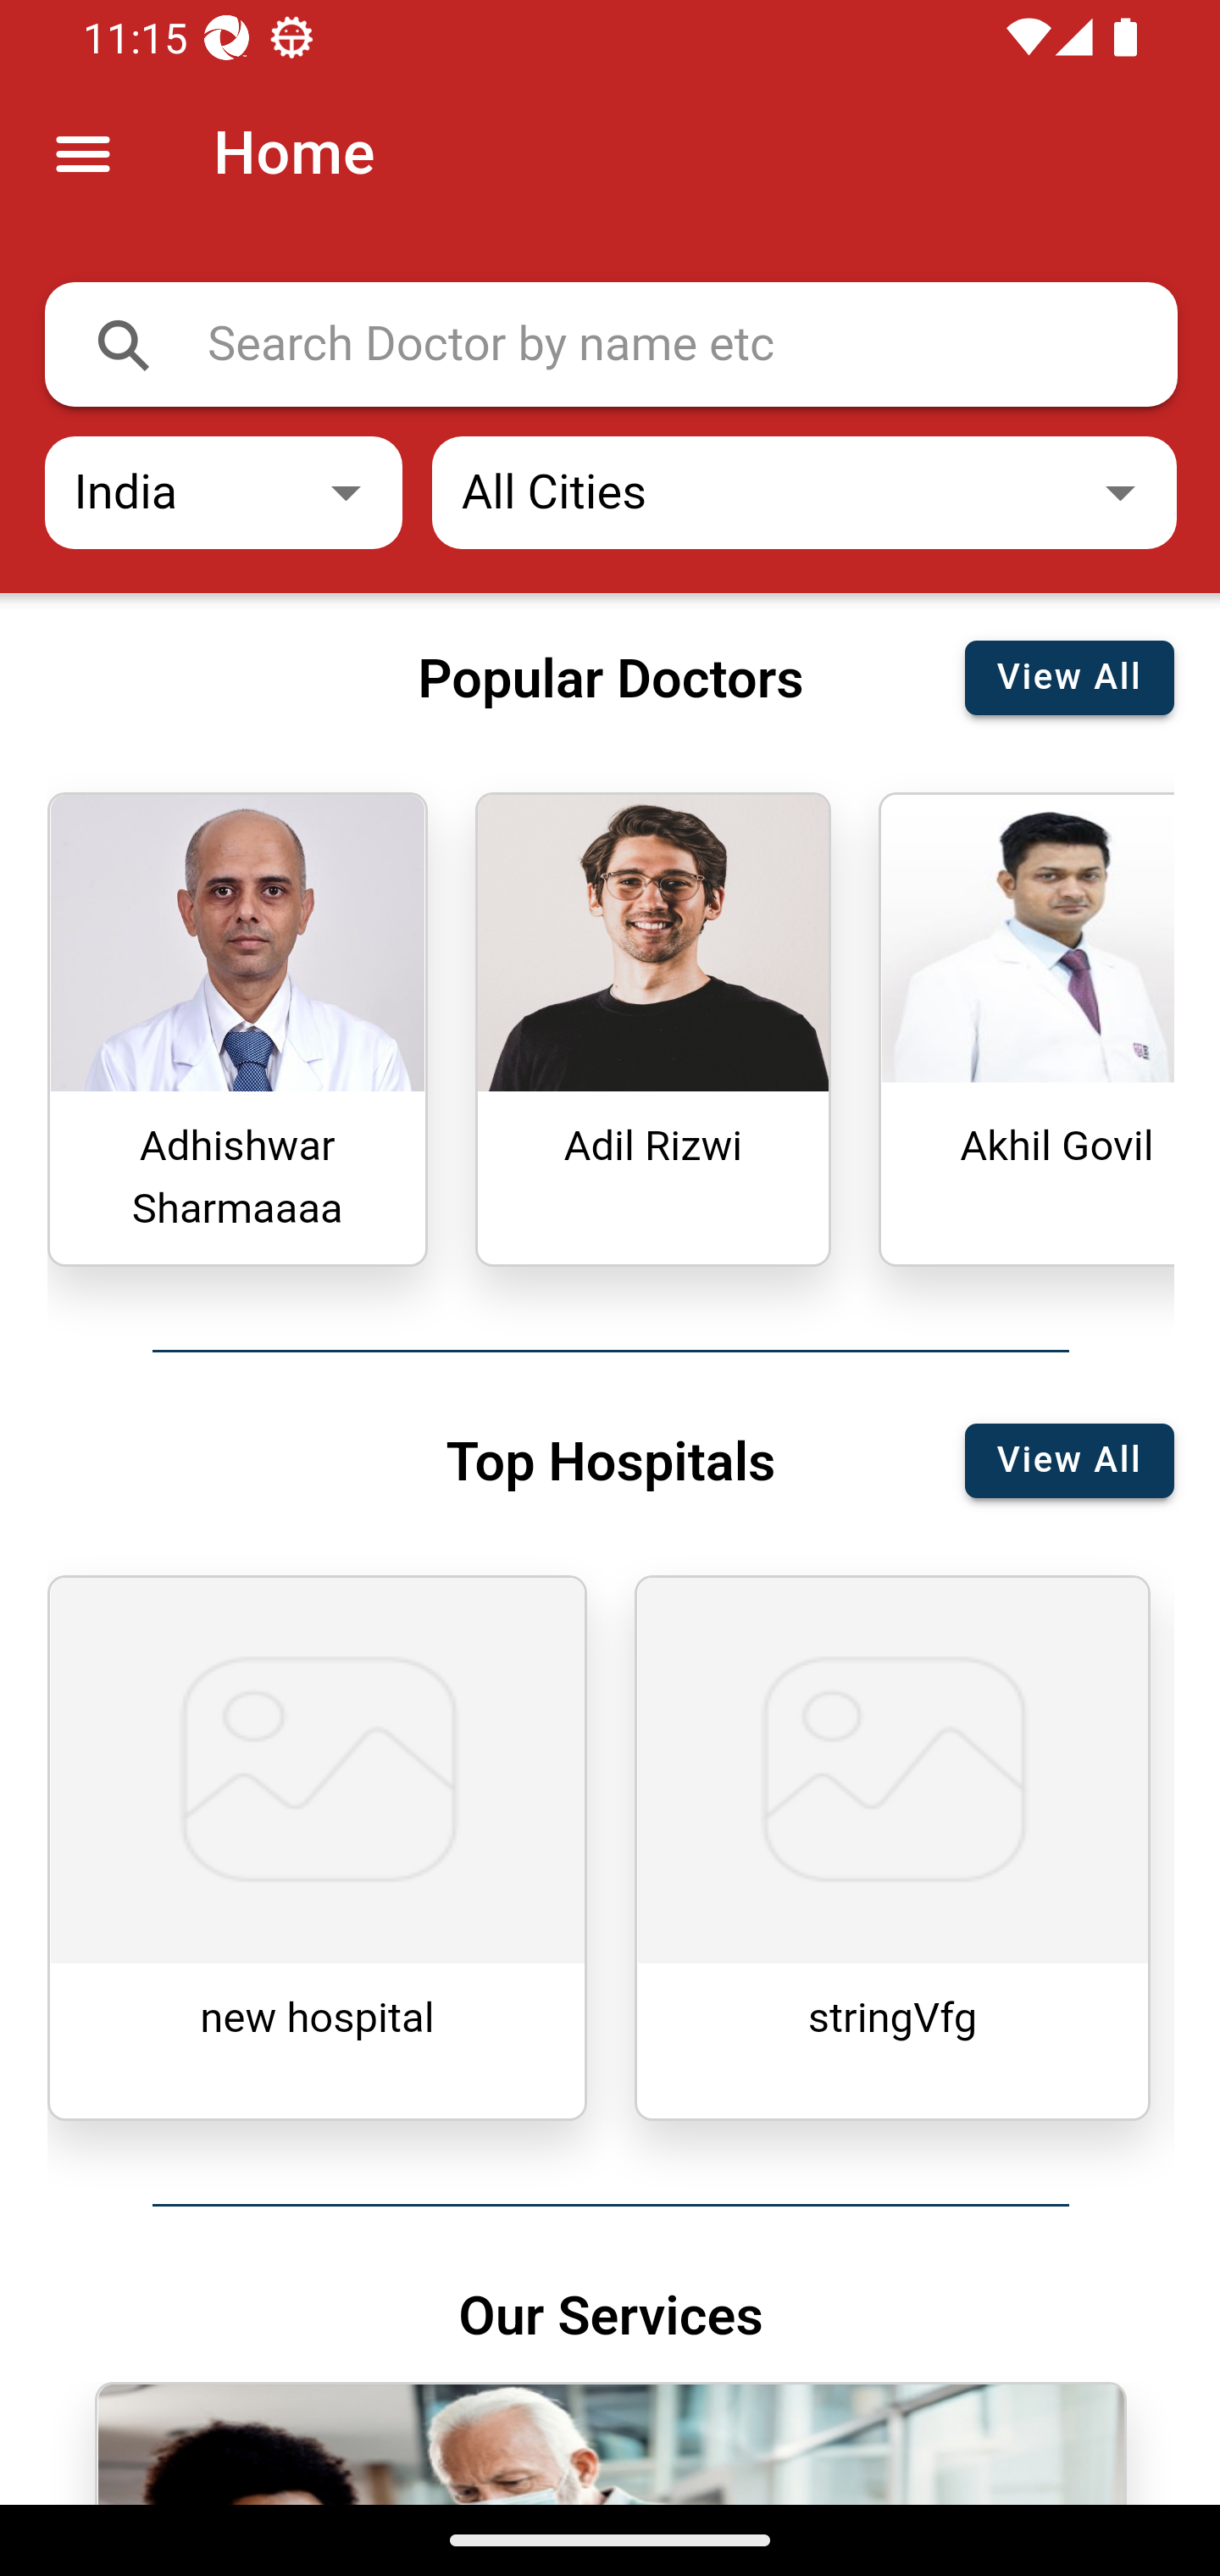 11:15
Home
Search Doctor by name etc
India
All Cities
Popular Doctors
View All
Adhishwar
Sharmaaaa
Adil Rizwi
Akhil Govil
Top Hospitals
View All
new hospital
stringVfg
Our Services